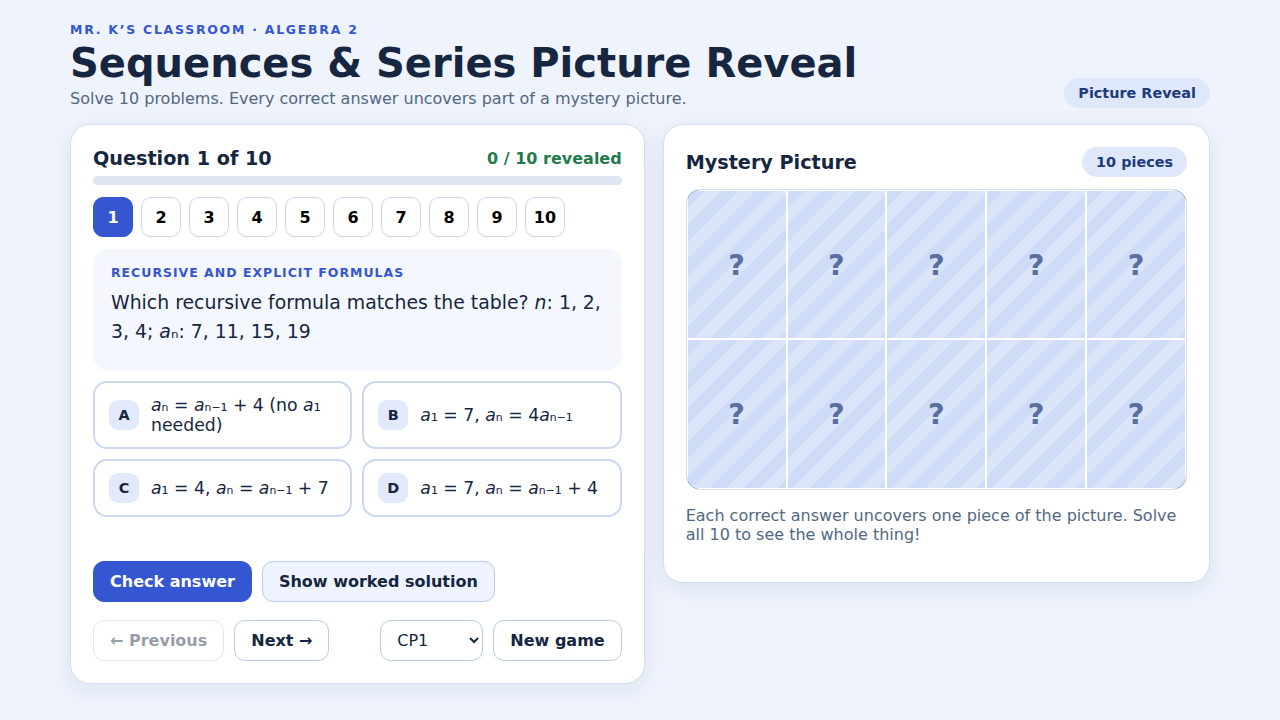 MR. K’S CLASSROOM · ALGEBRA 2
Sequences & Series Picture Reveal
Solve 10 problems. Every correct answer uncovers part of a mystery picture.
Picture Reveal
Question 1 of 10
0 / 10 revealed
1 2 3 4 5 6 7 8 9 10
RECURSIVE AND EXPLICIT FORMULAS
Which recursive formula matches the table? n: 1, 2,
3, 4; aₙ: 7, 11, 15, 19
A aₙ = aₙ₋₁ + 4 (no a₁
needed)
B a₁ = 7, aₙ = 4aₙ₋₁
C a₁ = 4, aₙ = aₙ₋₁ + 7
D a₁ = 7, aₙ = aₙ₋₁ + 4
Check answer
Show worked solution
← Previous
Next →
CP1
New game
Mystery Picture
10 pieces
? ? ? ? ?
? ? ? ? ?
Each correct answer uncovers one piece of the picture. Solve
all 10 to see the whole thing!